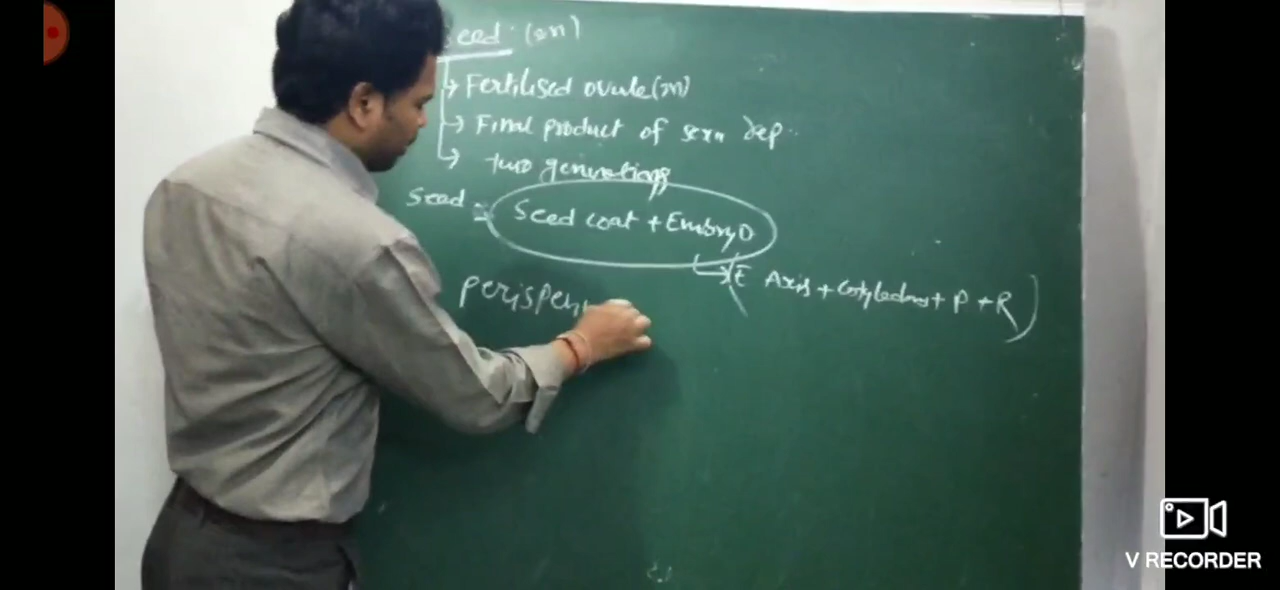 Seed: (2n)
→ Fertilised ovule (2n)
→ Final product of sexu rep..
→ two generations
Seed = Seed coat + Embryo
→ (E Axis + Cotyledons + P + R)
Perisper
V RECORDER